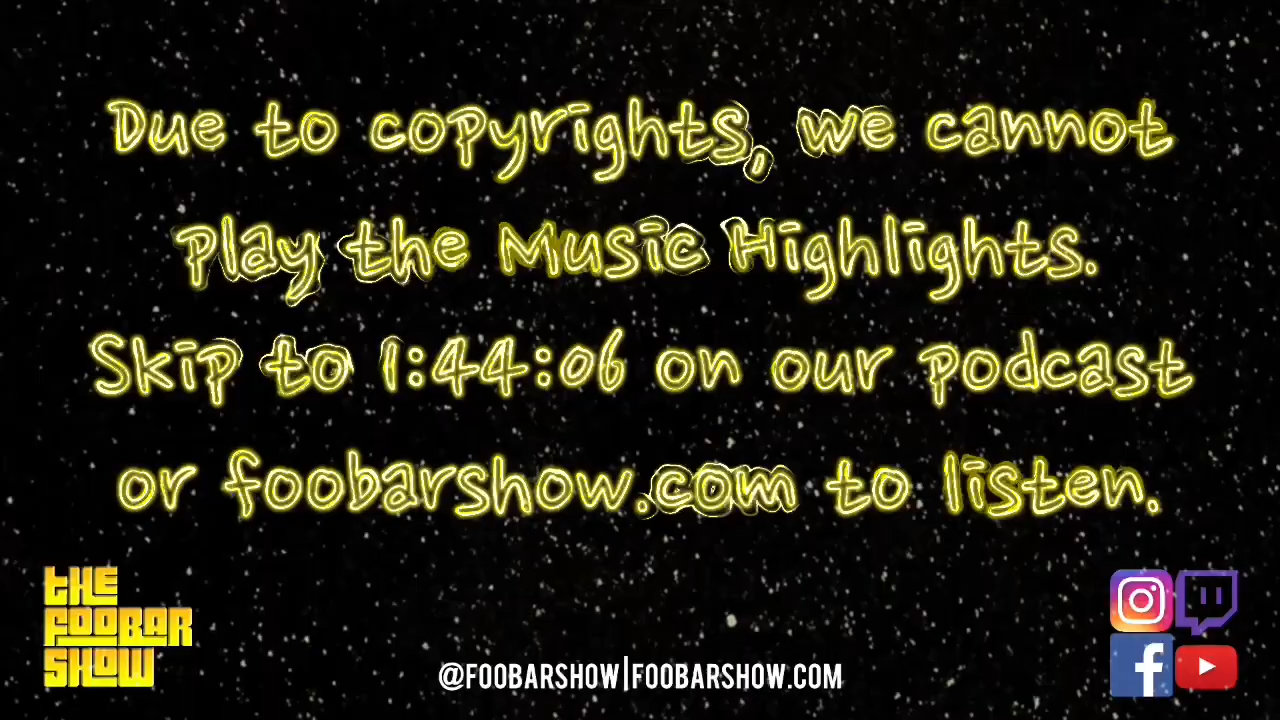 Due to copyrights, we cannot
Play the Music Highlights.
Skip to 1:44:06 on our podcast
or foobarshow.com to listen.
THE
FOOBAR
SHOW
@FOOBARSHOW|FOOBARSHOW.COM